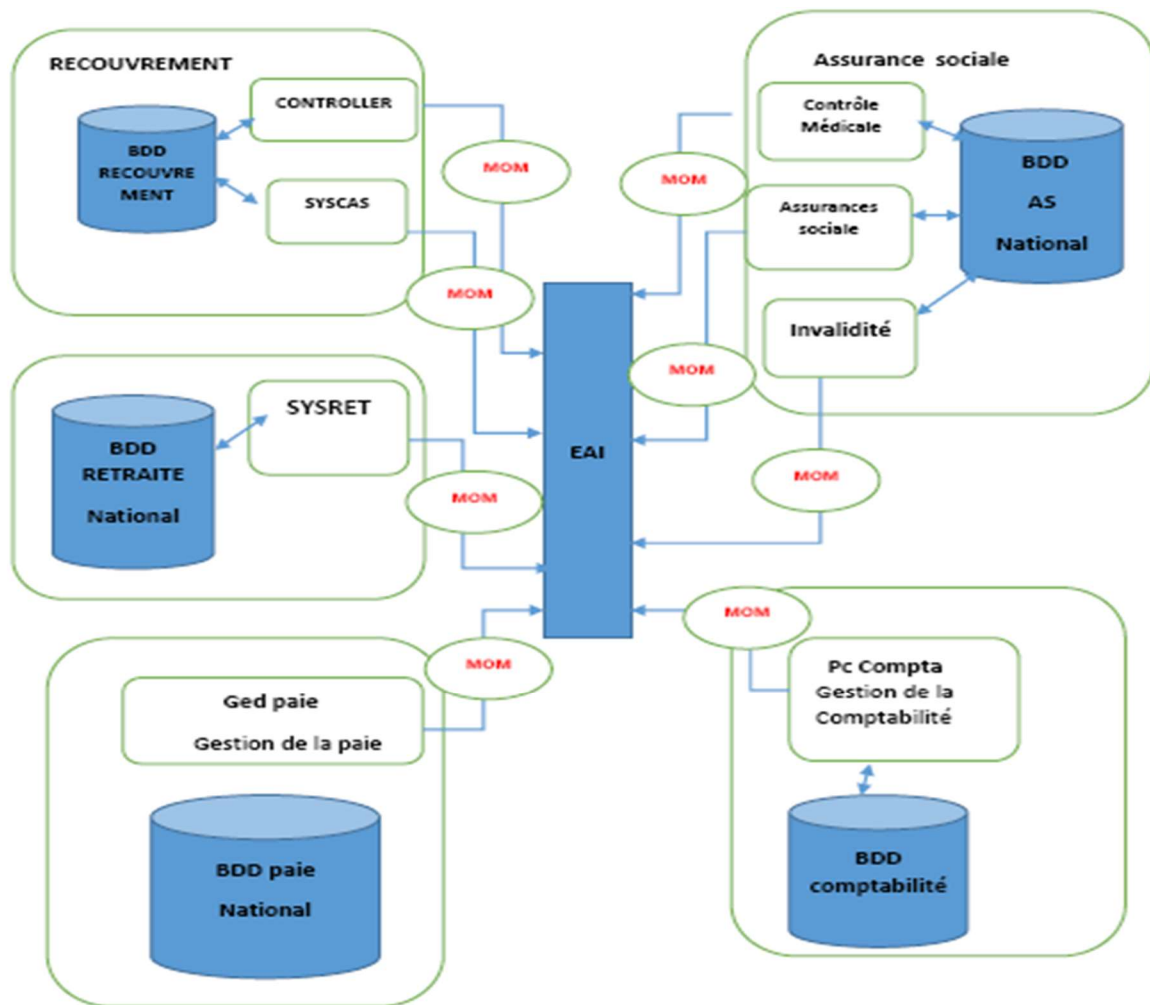 RECOUVREMENT
CONTROLLER
BDD
RECOUVRE
MENT
SYSCAS
MOM
MOM
Assurance sociale
Contrôle
Médicale
BDD
AS
National
Assurances
sociale
Invalidité
MOM
MOM
MOM
EAI
SYSRET
BDD
RETRAITE
National
MOM
MOM
Ged paie
Gestion de la paie
BDD paie
National
MOM
Pc Compta
Gestion de la
Comptabilité
BDD
comptabilité